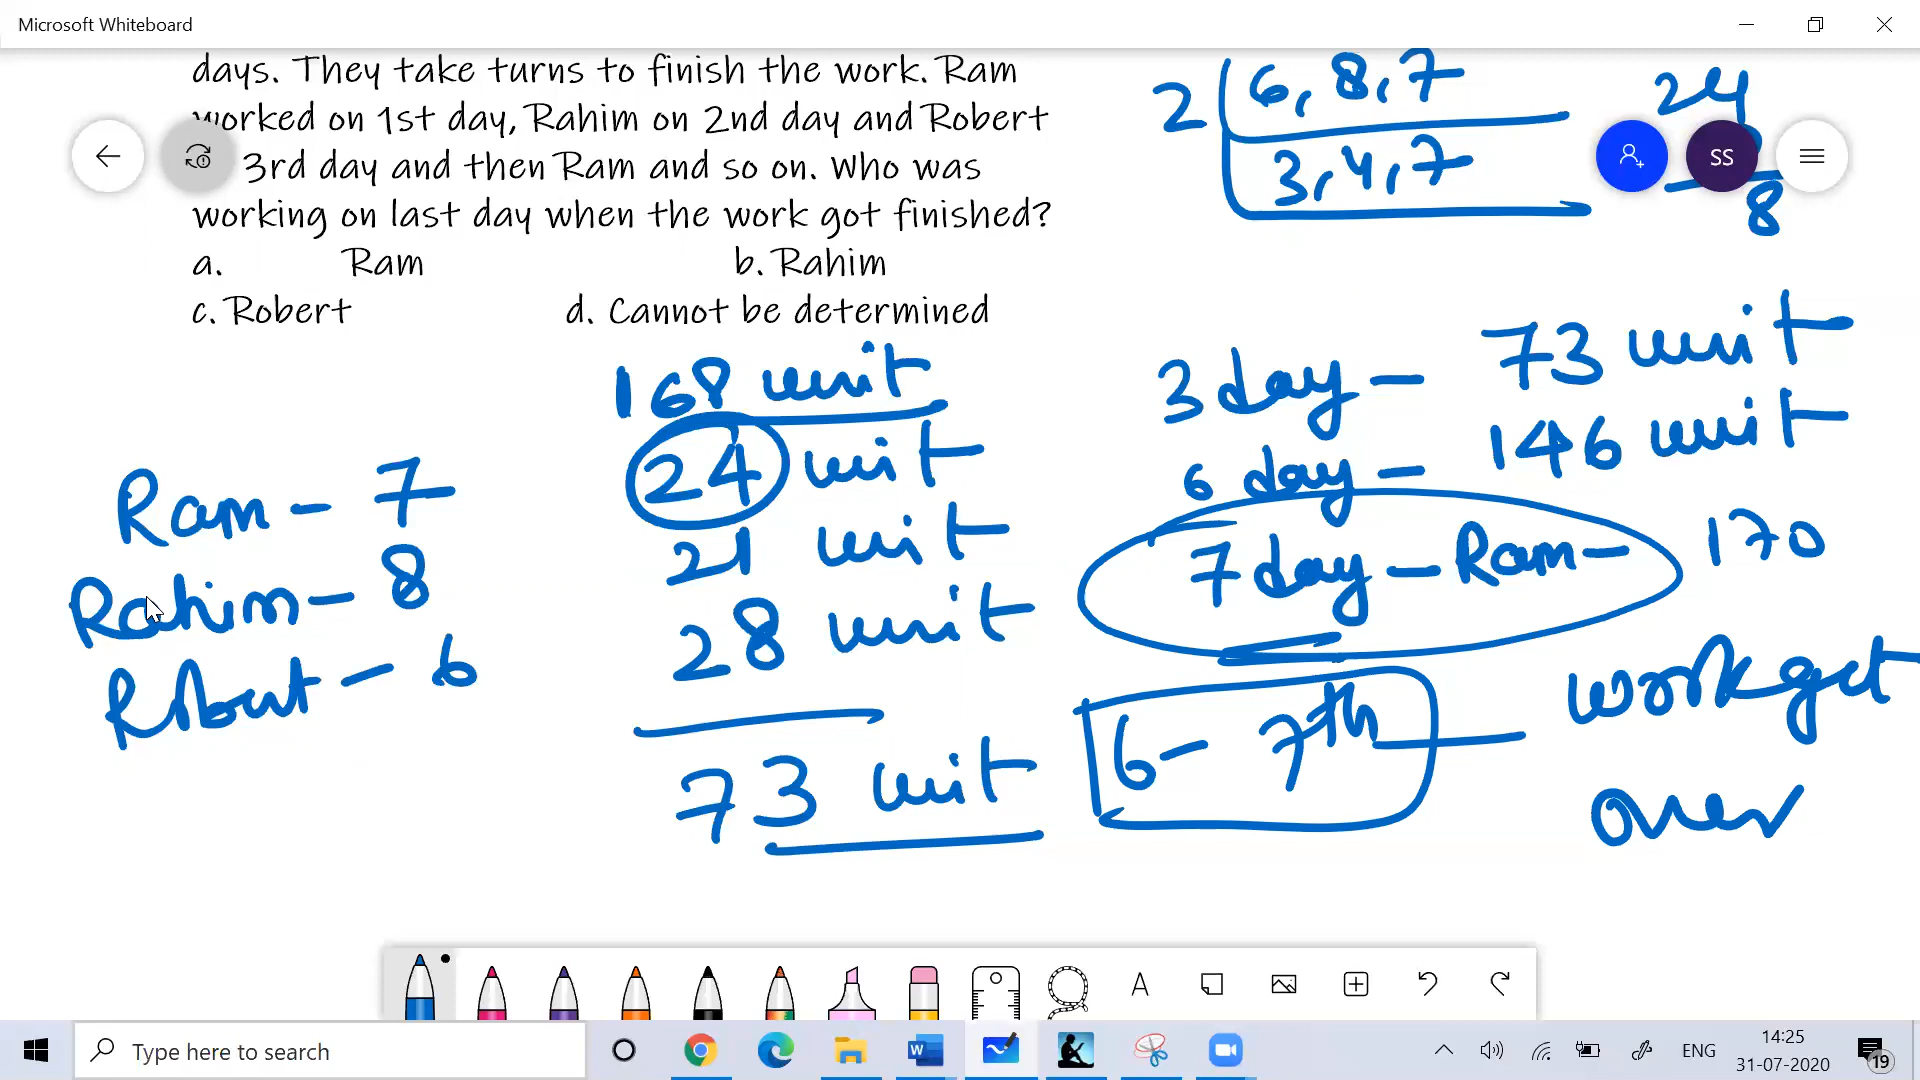 Microsoft Whiteboard
days. They take turns to finish the work. Ram
worked on 1st day, Rahim on 2nd day and Robert
3rd day and then Ram and so on. Who was
working on last day when the work got finished?
a. Ram b. Rahim
c. Robert d. Cannot be determined
2 6, 8, 7
3, 4, 7
24
8
SS
168 unit
24 unit
21 unit
28 unit
73 unit
Ram - 7
Rahim - 8
Robert - 6
3 day - 73 unit
6 day - 146 unit
7 day - Ram - 170
6 - 7th work get
over
A
Type here to search
W
ENG
14:25
31-07-2020
19